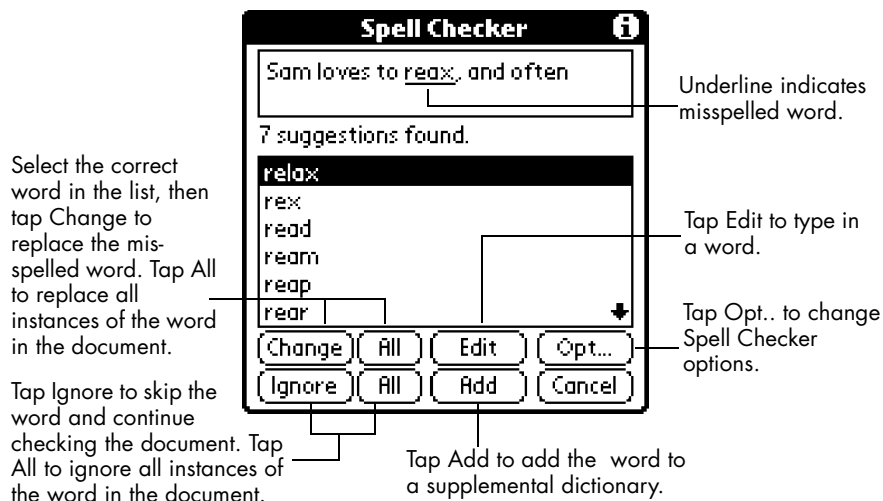 Spell Checker
i
Sam loves to reax, and often
7 suggestions found.
relax
rex
read
ream
reap
rear
Change All Edit Opt...
Ignore All Add Cancel
Underline indicates
misspelled word.
Select the correct
word in the list, then
tap Change to
replace the mis-
spelled word. Tap All
to replace all
instances of the word
in the document.
Tap Edit to type in
a word.
Tap Opt.. to change
Spell Checker
options.
Tap Ignore to skip the
word and continue
checking the document. Tap
All to ignore all instances of
the word in the document.
Tap Add to add the word to
a supplemental dictionary.